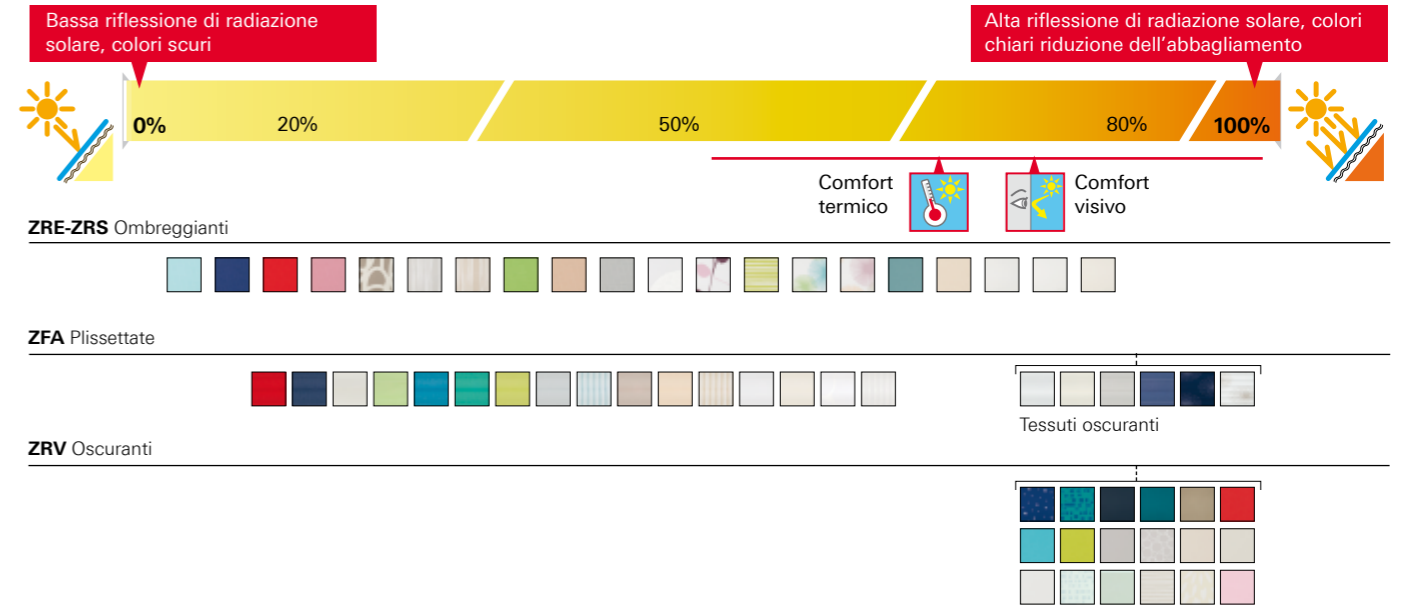 Bassa riflessione di radiazione
solare, colori scuri
Alta riflessione di radiazione solare, colori
chiari riduzione dell’abbagliamento
0% 20% 50% 80% 100%
Comfort
termico
Comfort
visivo
ZRE-ZRS Ombreggianti
ZFA Plissettate
Tessuti oscuranti
ZRV Oscuranti